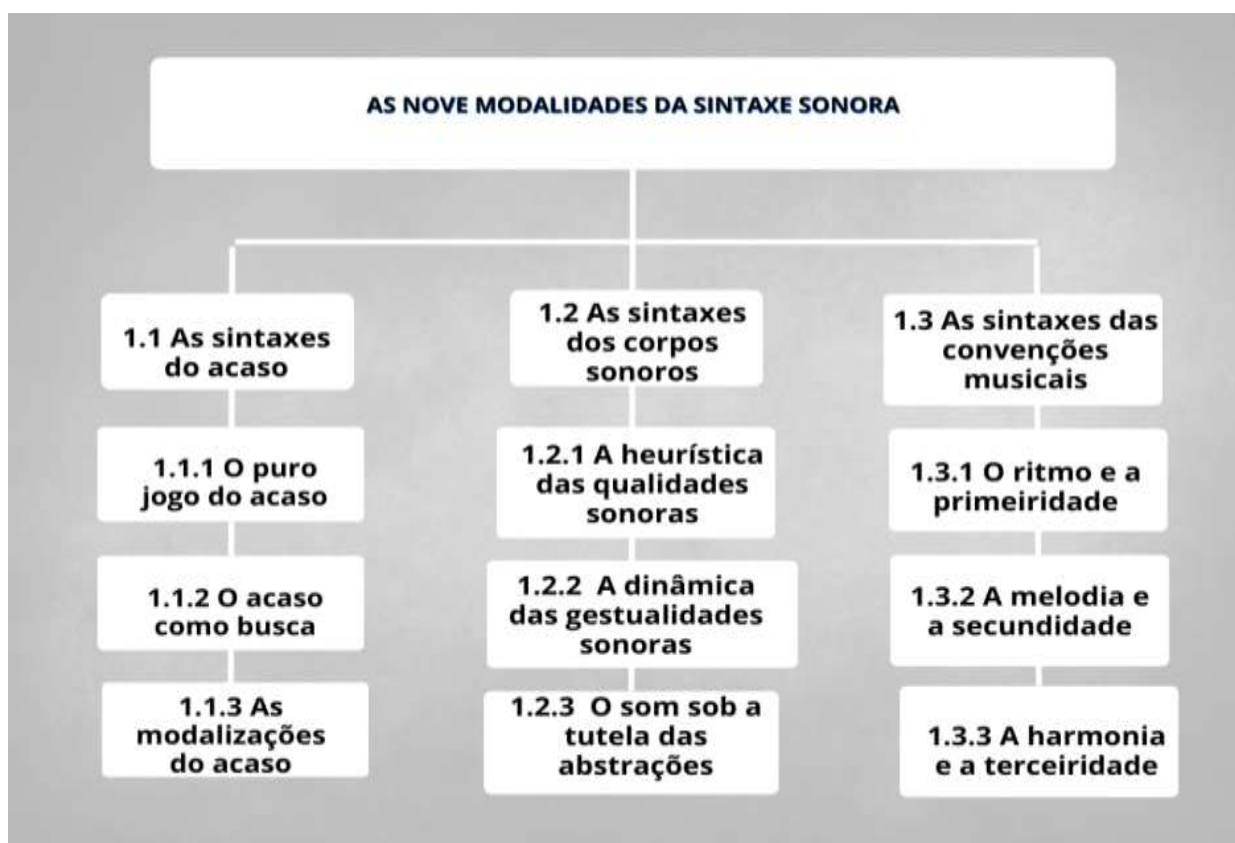 AS NOVE MODALIDADES DA SINTAXE SONORA
1.1 As sintaxes
do acaso
1.1.1 O puro
jogo do acaso
1.1.2 O acaso
como busca
1.1.3 As
modalizações
do acaso
1.2 As sintaxes
dos corpos
sonoros
1.2.1 A heurística
das qualidades
sonoras
1.2.2 A dinâmica
das gestualidades
sonoras
1.2.3 O som sob a
tutela das
abstrações
1.3 As sintaxes das
convenções
musicais
1.3.1 O ritmo e a
primeiridade
1.3.2 A melodia e
a secundidade
1.3.3 A harmonia
e a terceiridade